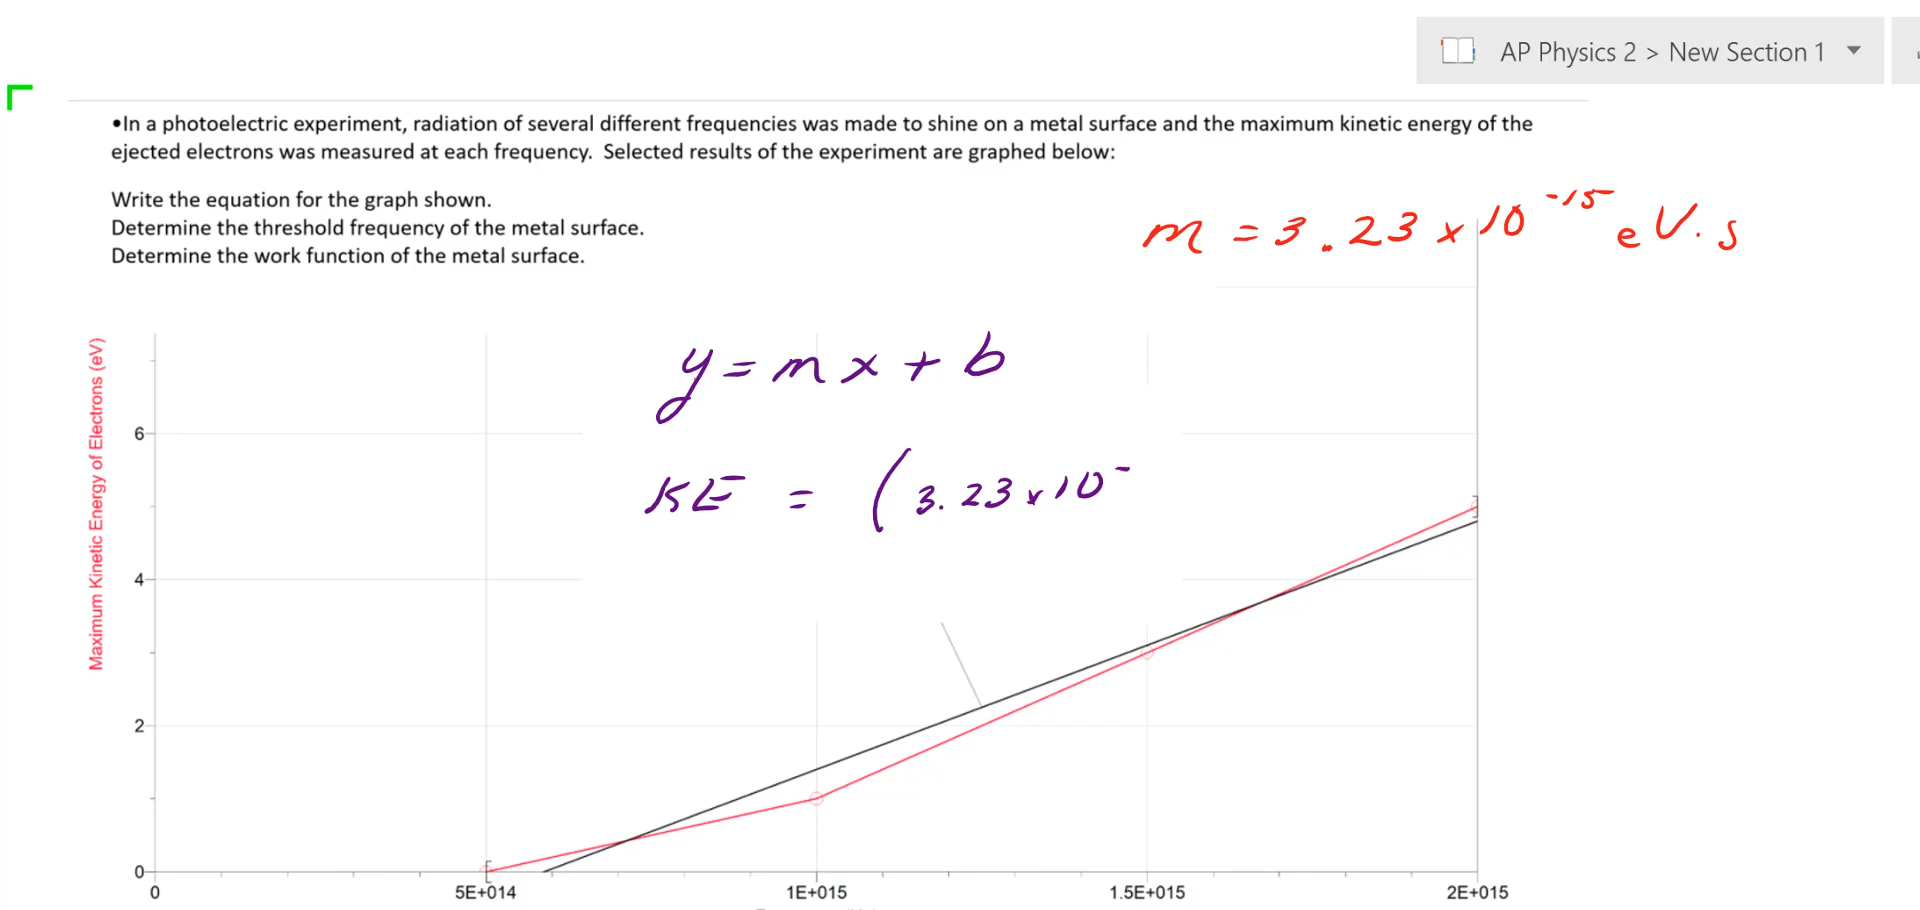 AP Physics 2 > New Section 1
•In a photoelectric experiment, radiation of several different frequencies was made to shine on a metal surface and the maximum kinetic energy of the
ejected electrons was measured at each frequency. Selected results of the experiment are graphed below:
Write the equation for the graph shown.
Determine the threshold frequency of the metal surface.
Determine the work function of the metal surface.
m = 3.23 x 10^-15 eV.s
y = mx + b
KE = (3.23 x 10^-
Maximum Kinetic Energy of Electrons (eV)
6
4
2
0
0 5E+014 1E+015 1.5E+015 2E+015